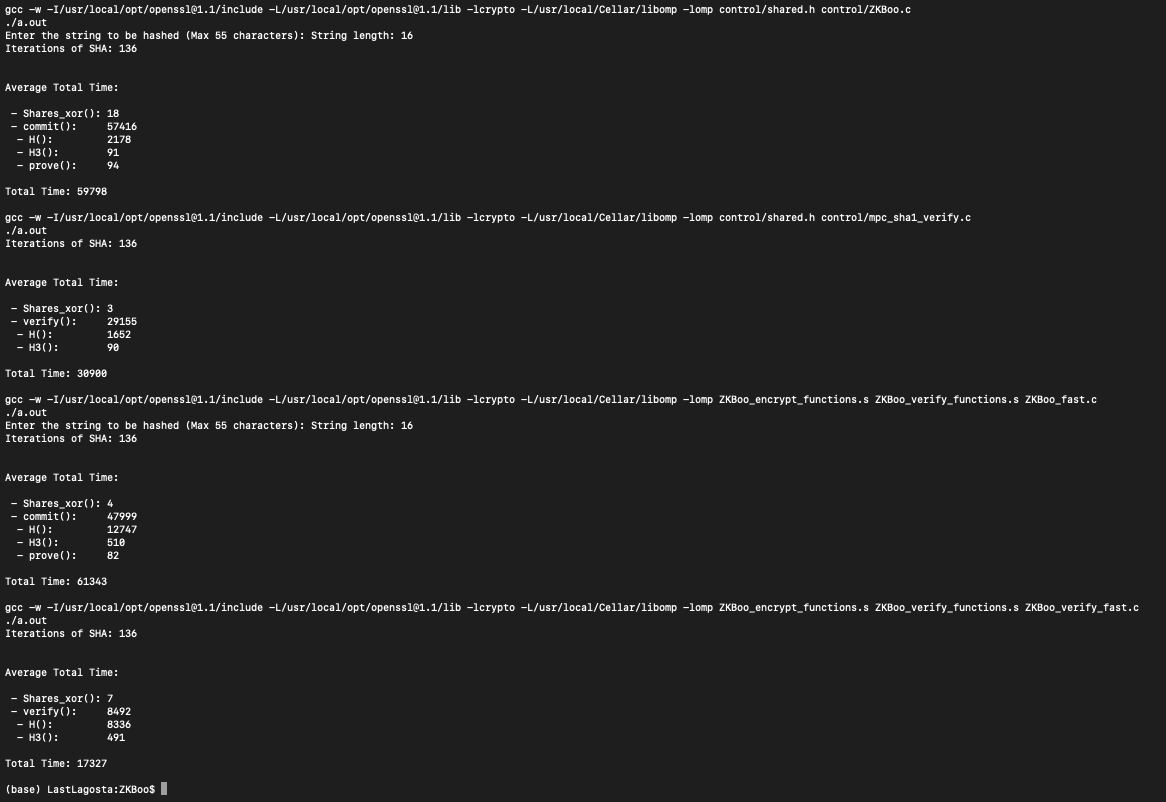 gcc -w -I/usr/local/opt/openssl@1.1/include -L/usr/local/opt/openssl@1.1/lib -lcrypto -L/usr/local/Cellar/libomp -lomp control/shared.h control/ZKBoo.c
./a.out
Enter the string to be hashed (Max 55 characters): String length: 16
Iterations of SHA: 136
Average Total Time:
- Shares_xor(): 18
- commit(): 57416
- H(): 2178
- H3(): 91
- prove(): 94
Total Time: 59798
gcc -w -I/usr/local/opt/openssl@1.1/include -L/usr/local/opt/openssl@1.1/lib -lcrypto -L/usr/local/Cellar/libomp -lomp control/shared.h control/mpc_sha1_verify.c
./a.out
Iterations of SHA: 136
Average Total Time:
- Shares_xor(): 3
- verify(): 29155
- H(): 1652
- H3(): 90
Total Time: 30900
gcc -w -I/usr/local/opt/openssl@1.1/include -L/usr/local/opt/openssl@1.1/lib -lcrypto -L/usr/local/Cellar/libomp -lomp ZKBoo_encrypt_functions.s ZKBoo_verify_functions.s ZKBoo_fast.c
./a.out
Enter the string to be hashed (Max 55 characters): String length: 16
Iterations of SHA: 136
Average Total Time:
- Shares_xor(): 4
- commit(): 47999
- H(): 12747
- H3(): 510
- prove(): 82
Total Time: 61343
gcc -w -I/usr/local/opt/openssl@1.1/include -L/usr/local/opt/openssl@1.1/lib -lcrypto -L/usr/local/Cellar/libomp -lomp ZKBoo_encrypt_functions.s ZKBoo_verify_functions.s ZKBoo_verify_fast.c
./a.out
Iterations of SHA: 136
Average Total Time:
- Shares_xor(): 7
- verify(): 8492
- H(): 8336
- H3(): 491
Total Time: 17327
(base) LastLagosta:ZKBoo$